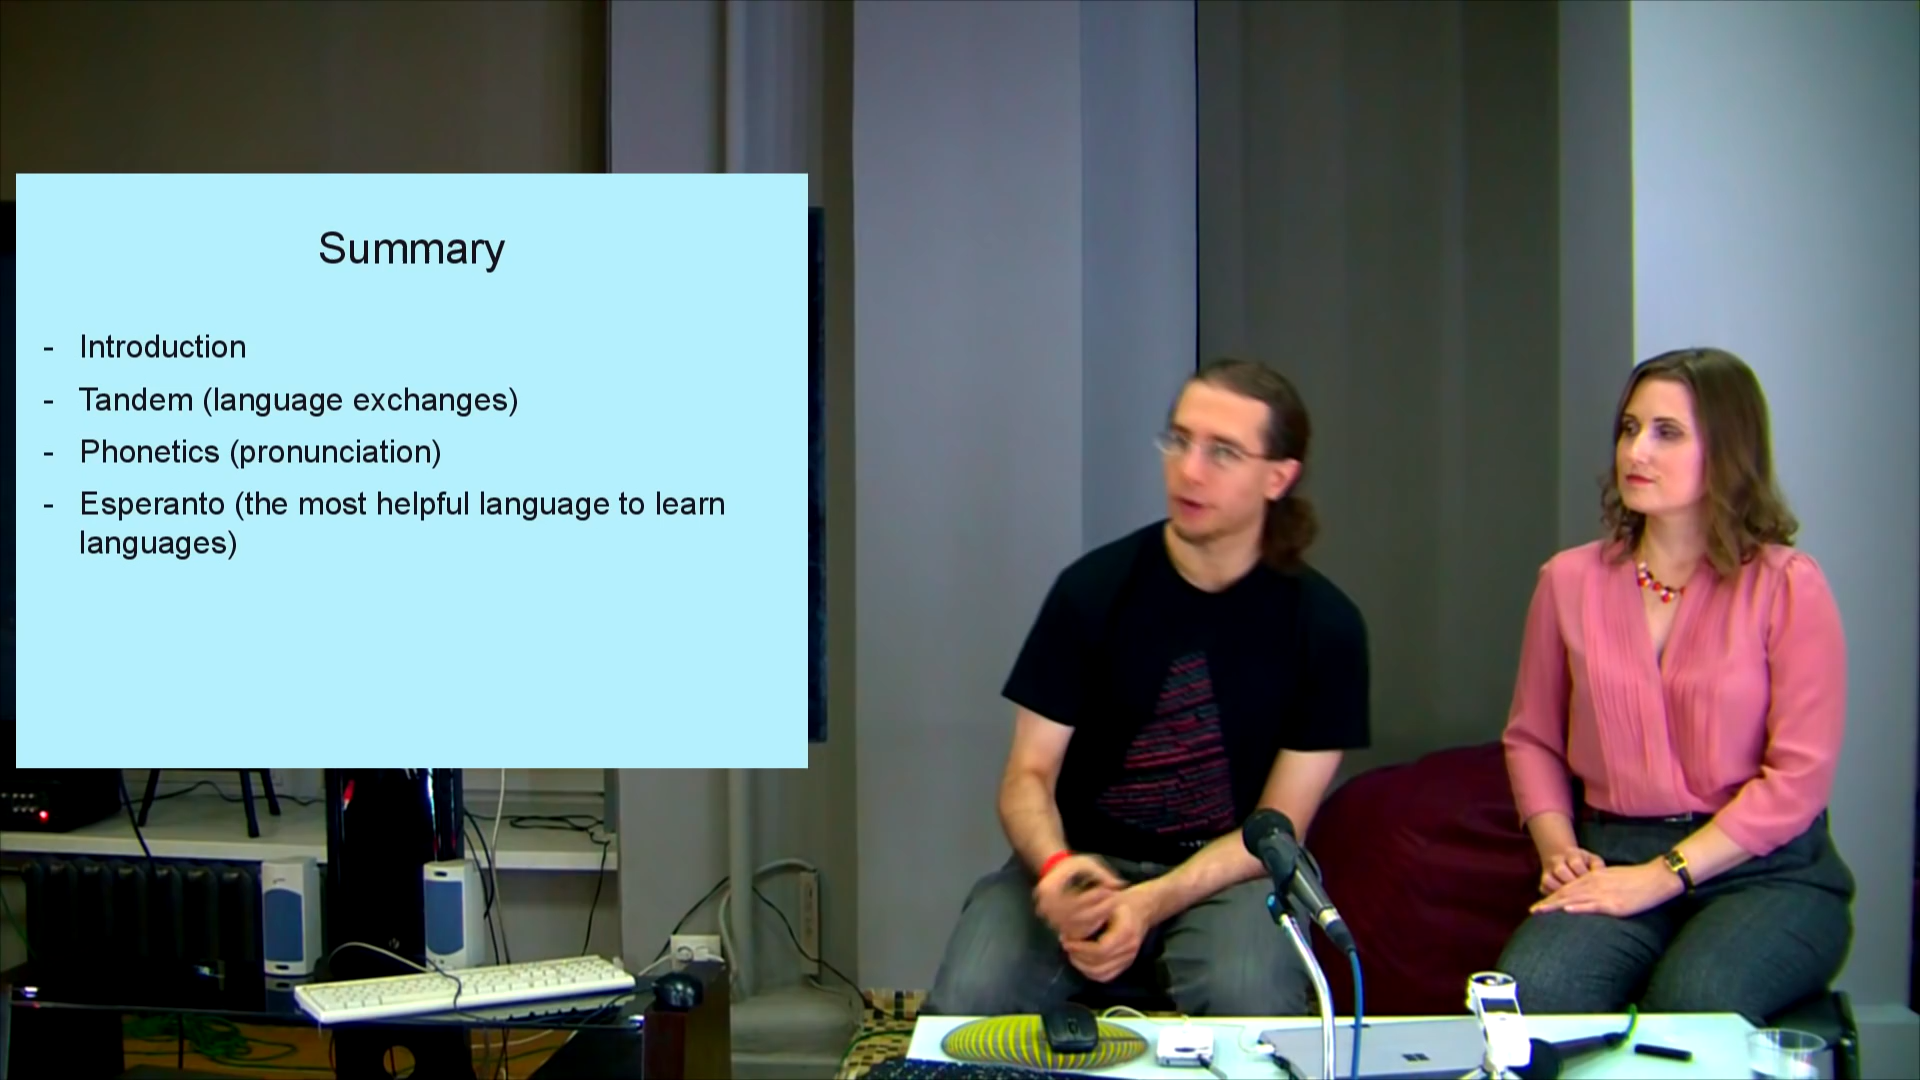 Summary
- Introduction
- Tandem (language exchanges)
- Phonetics (pronunciation)
- Esperanto (the most helpful language to learn
languages)